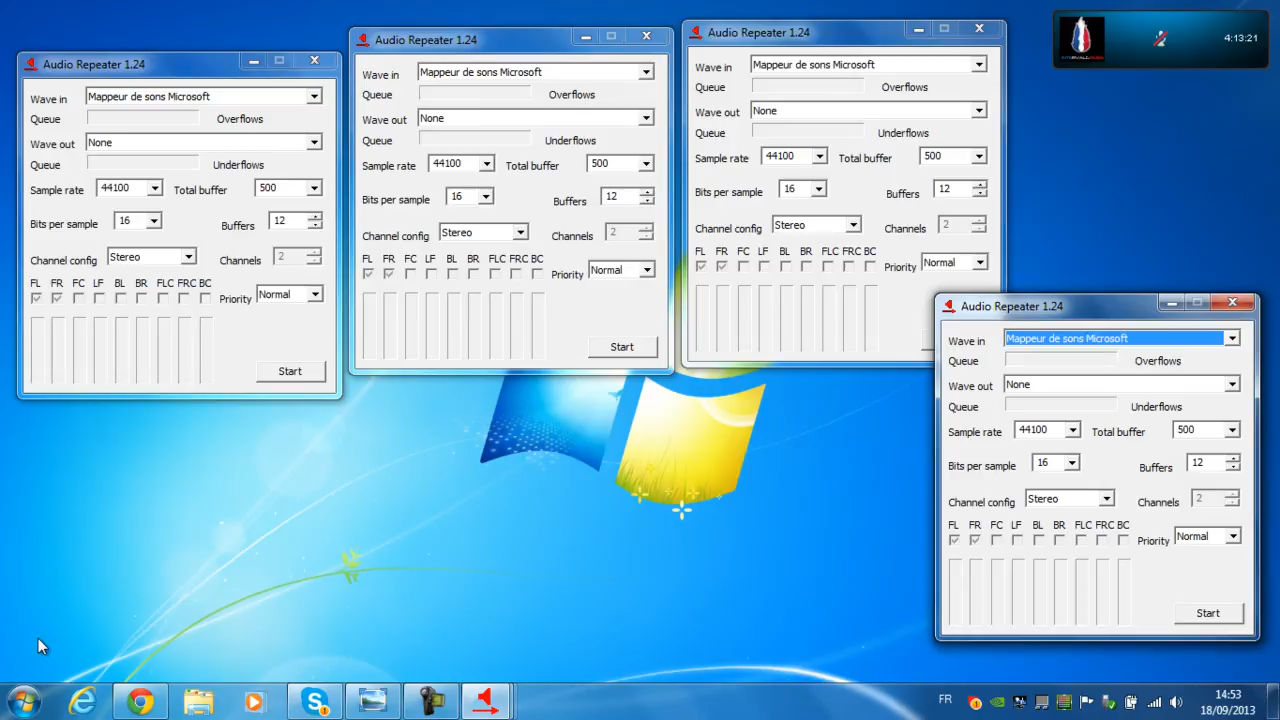 Audio Repeater 1.24
Wave in Mappeur de sons Microsoft
Queue Overflows
Wave out None
Queue Underflows
Sample rate 44100 Total buffer 500
Bits per sample 16 Buffers 12
Channel config Stereo Channels 2
FL FR FC LF BL BR FLC FRC BC
Priority Normal
Start
Audio Repeater 1.24
Wave in Mappeur de sons Microsoft
Queue Overflows
Wave out None
Queue Underflows
Sample rate 44100 Total buffer 500
Bits per sample 16 Buffers 12
Channel config Stereo Channels 2
FL FR FC LF BL BR FLC FRC BC
Priority Normal
Start
Audio Repeater 1.24
Wave in Mappeur de sons Microsoft
Queue Overflows
Wave out None
Queue Underflows
Sample rate 44100 Total buffer 500
Bits per sample 16 Buffers 12
Channel config Stereo Channels 2
FL FR FC LF BL BR FLC FRC BC
Priority Normal
4:13:21
Audio Repeater 1.24
Wave in Mappeur de sons Microsoft
Queue Overflows
Wave out None
Queue Underflows
Sample rate 44100 Total buffer 500
Bits per sample 16 Buffers 12
Channel config Stereo Channels 2
FL FR FC LF BL BR FLC FRC BC
Priority Normal
Start
FR
14:53
18/09/2013